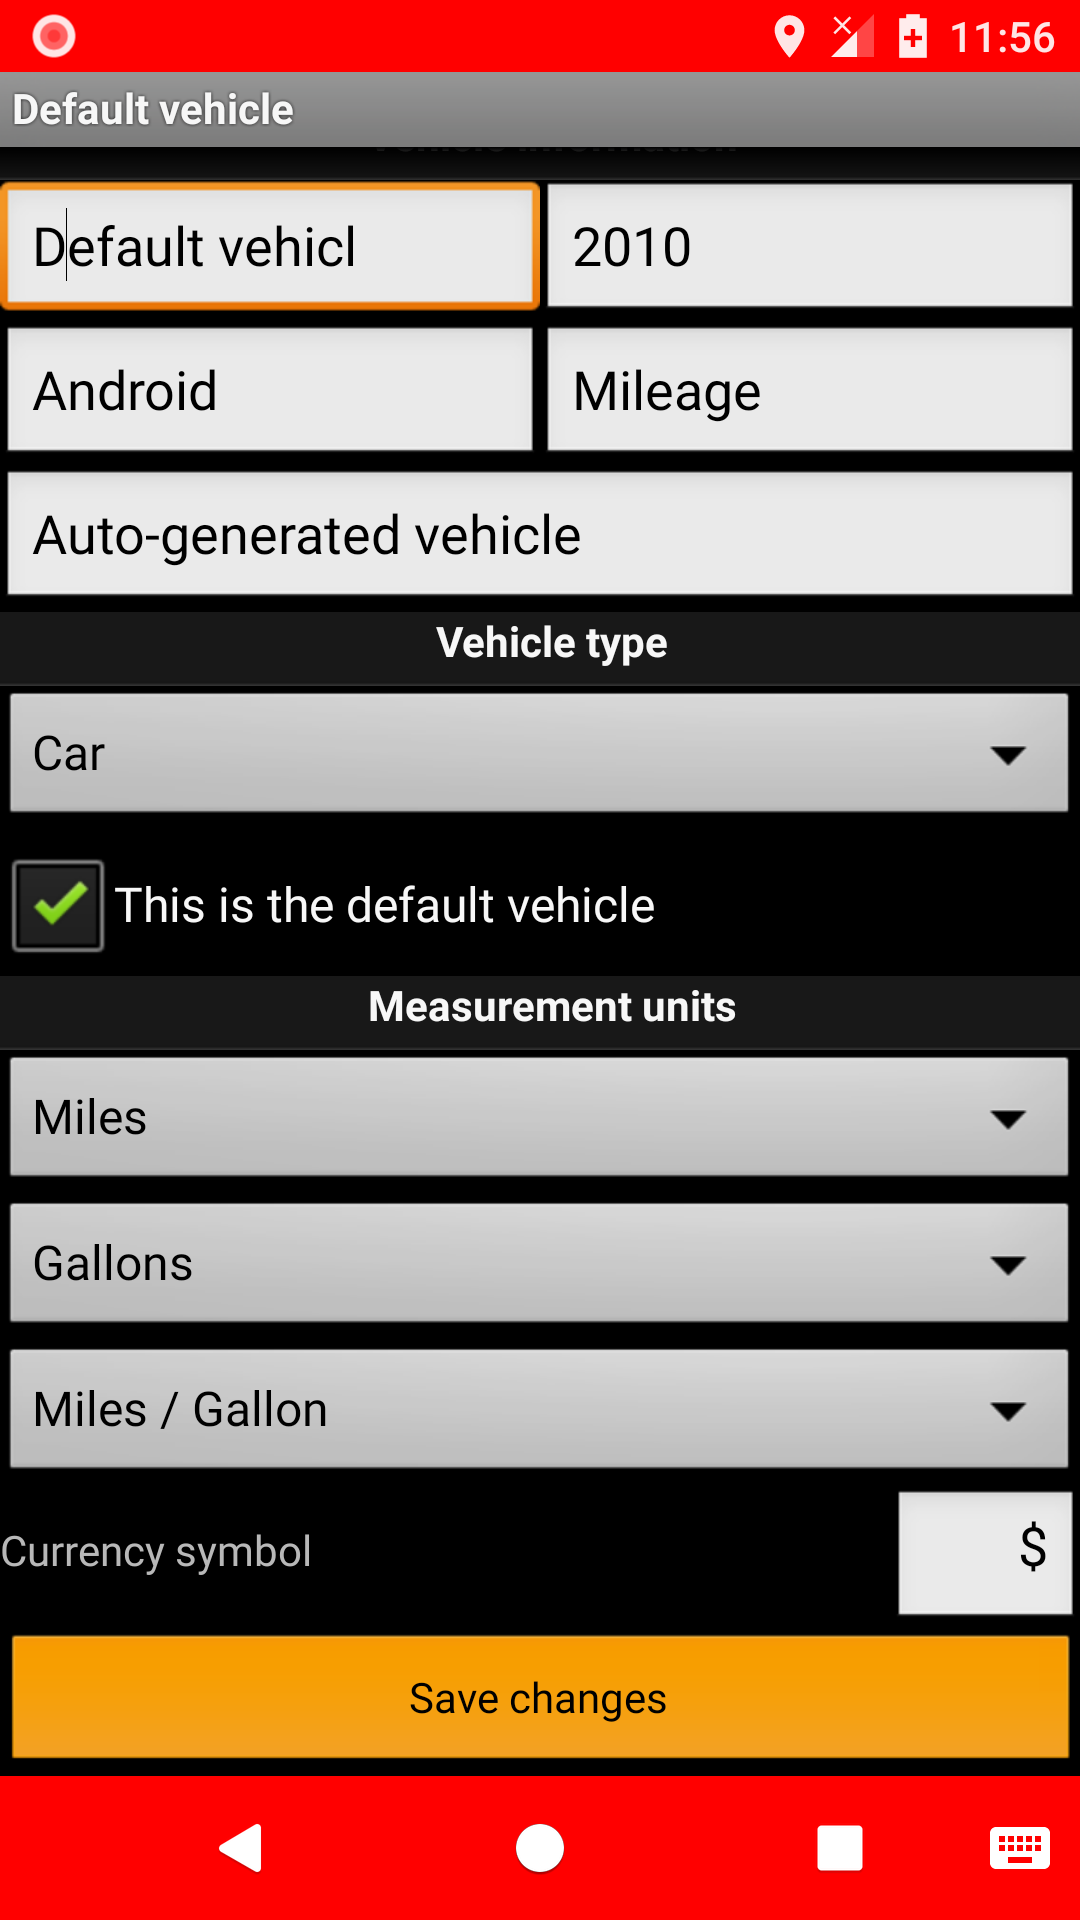 11:56
Default vehicle
Default vehicl
2010
Android
Mileage
Auto-generated vehicle
Vehicle type
Car
This is the default vehicle
Measurement units
Miles
Gallons
Miles / Gallon
Currency symbol
$
Save changes